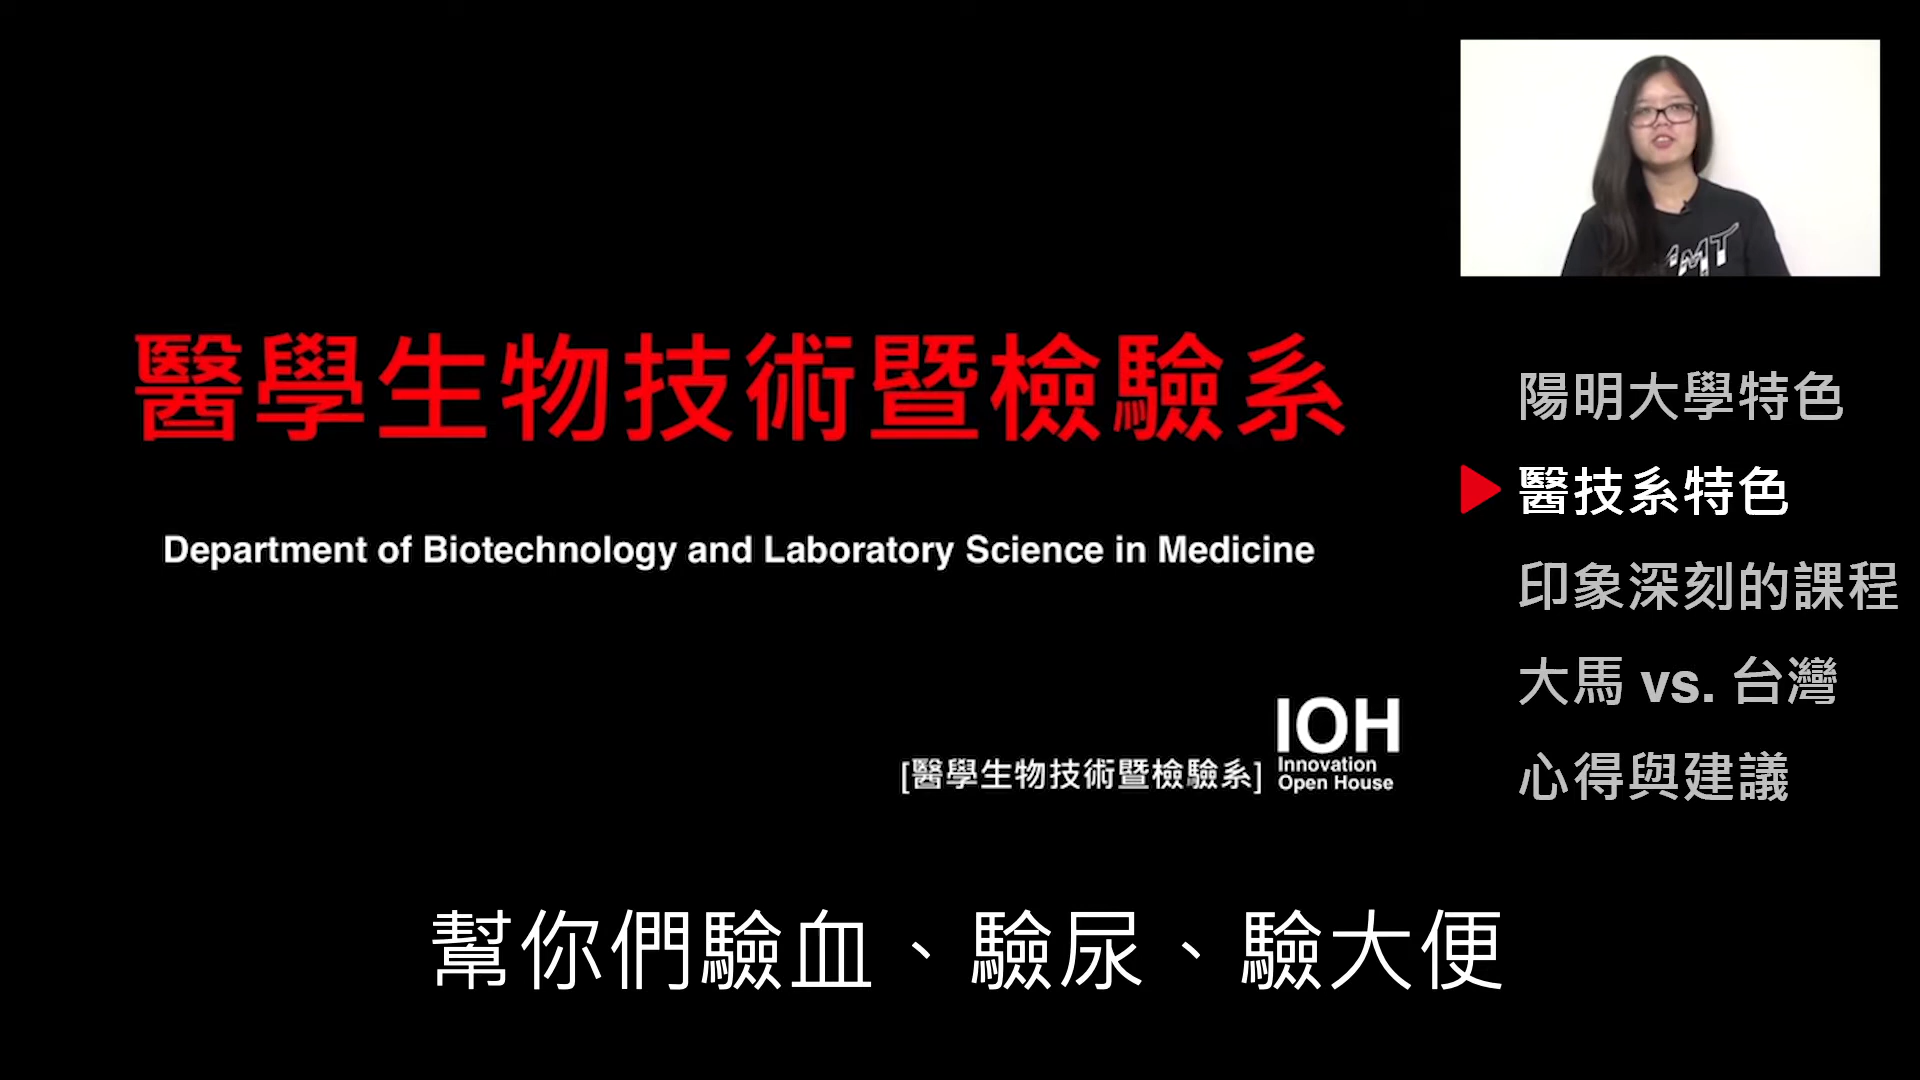 醫學生物技術暨檢驗系
Department of Biotechnology and Laboratory Science in Medicine
[醫學生物技術暨檢驗系]
IOH
Innovation
Open House
陽明大學特色
醫技系特色
印象深刻的課程
大馬 vs. 台灣
心得與建議
幫你們驗血、驗尿、驗大便